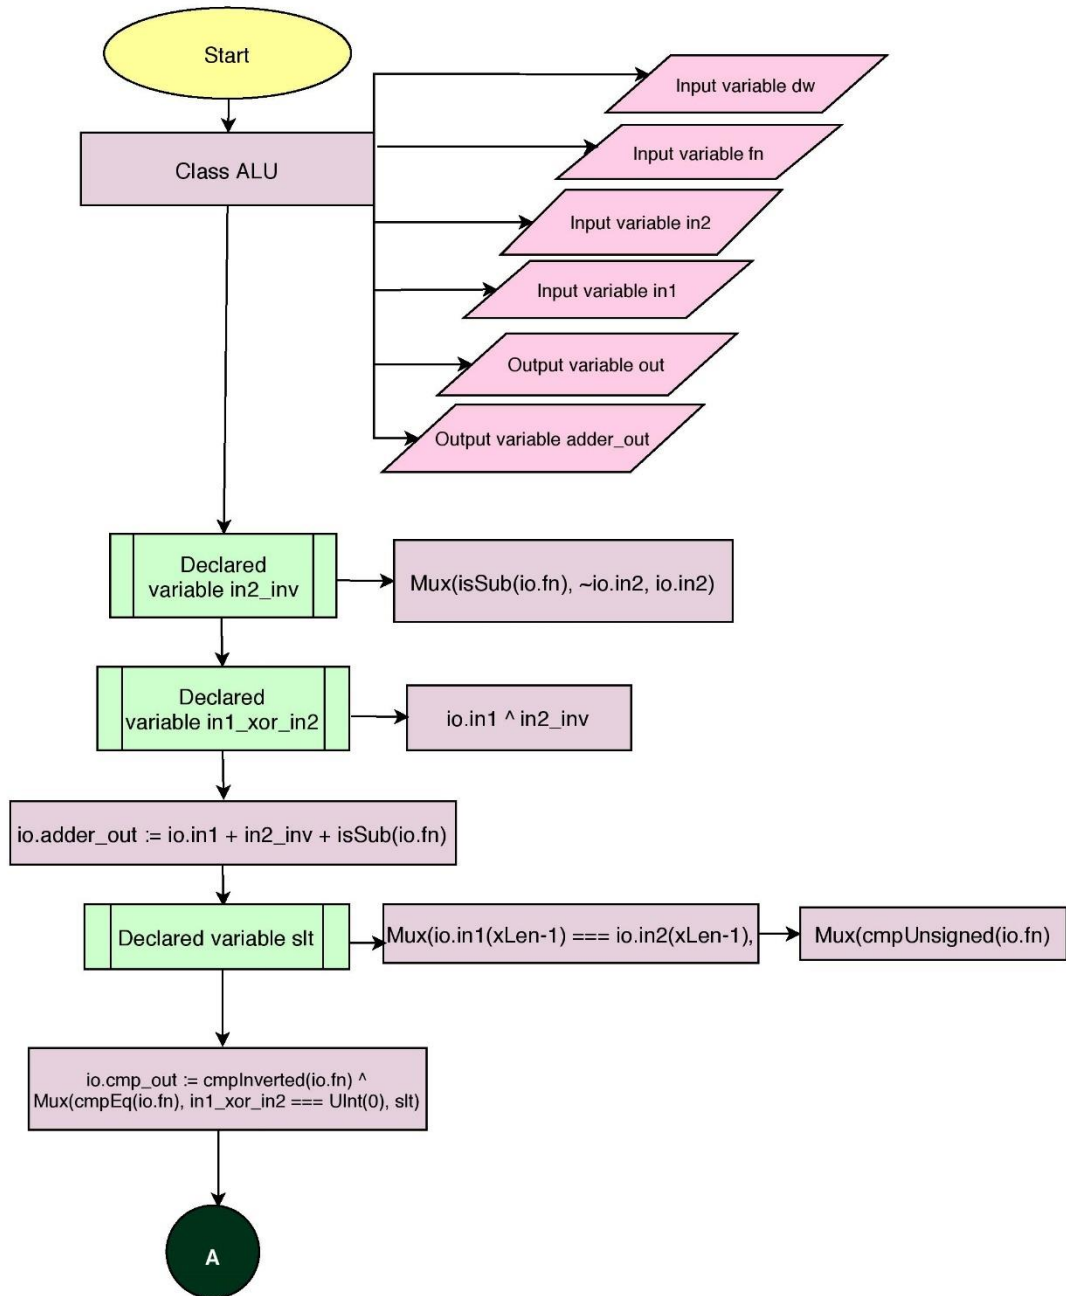 Start
Class ALU
Input variable dw
Input variable fn
Input variable in2
Input variable in1
Output variable out
Output variable adder_out
Declared
variable in2_inv
Mux(isSub(io.fn), ~io.in2, io.in2)
Declared
variable in1_xor_in2
io.in1 ^ in2_inv
io.adder_out := io.in1 + in2_inv + isSub(io.fn)
Declared variable slt
Mux(io.in1(xLen-1) === io.in2(xLen-1),
Mux(cmpUnsigned(io.fn)
io.cmp_out := cmpInverted(io.fn) ^
Mux(cmpEq(io.fn), in1_xor_in2 === UInt(0), slt)
A